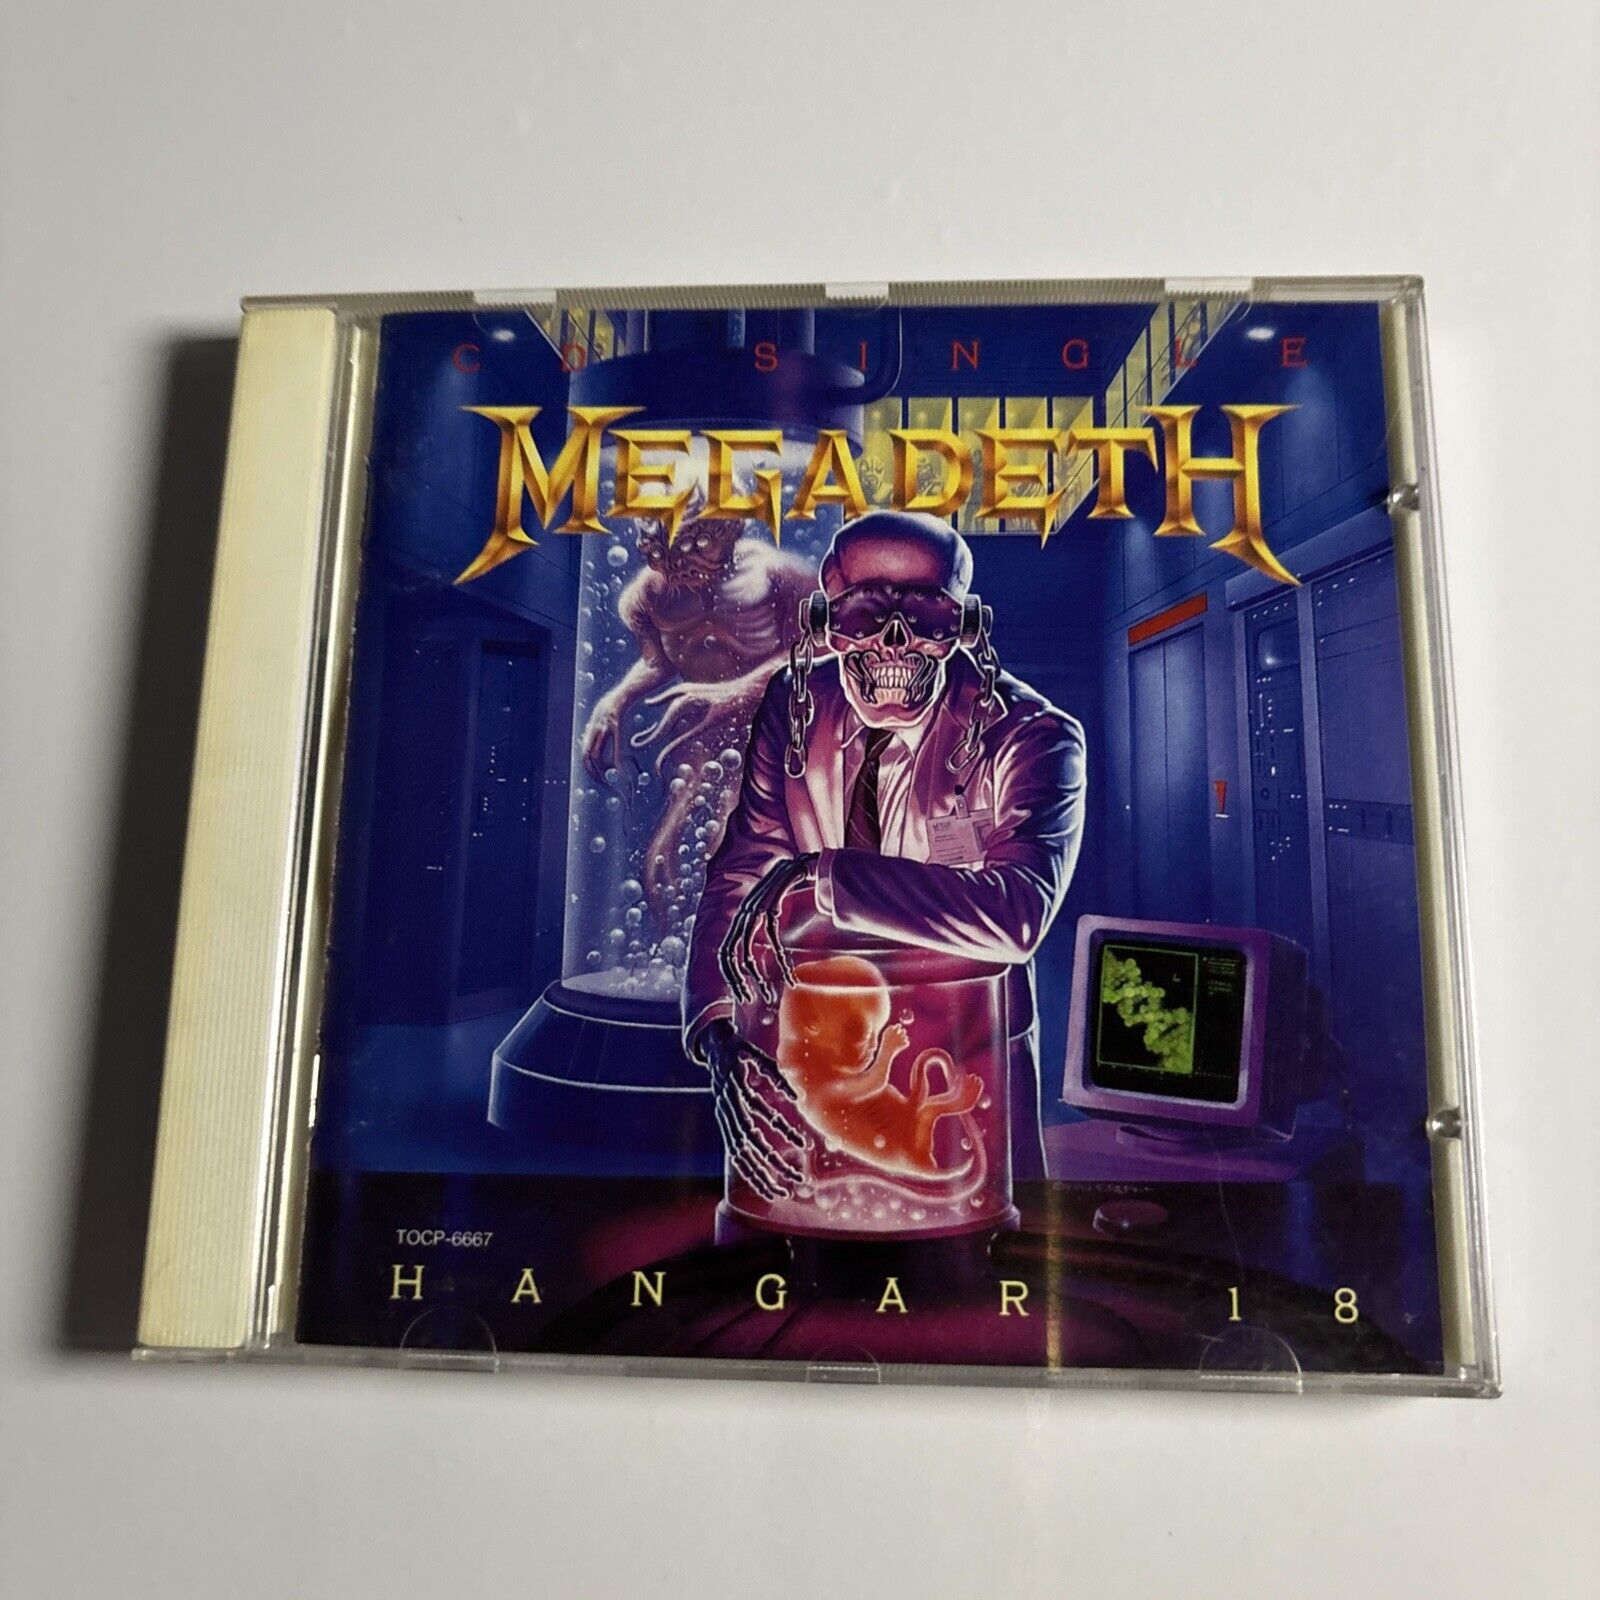 CD SINGLE
MEGADETH
TOCP-6667
HANGAR 18